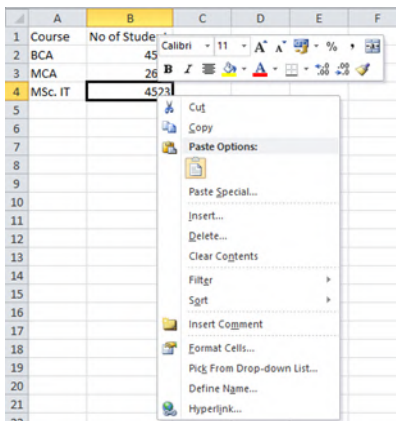 A B C D E F
1 Course No of Stude
2 BCA 45
3 MCA 26
4 MSc. IT 4523
5
6
7
8
9
10
11
12
13
14
15
16
17
18
19
20
21
Calibri 11 A A % ,
B I A .00 .00
Cut
Copy
Paste Options:
Paste Special...
Insert...
Delete...
Clear Contents
Filter
Sort
Insert Comment
Format Cells...
Pick From Drop-down List...
Define Name...
Hyperlink...